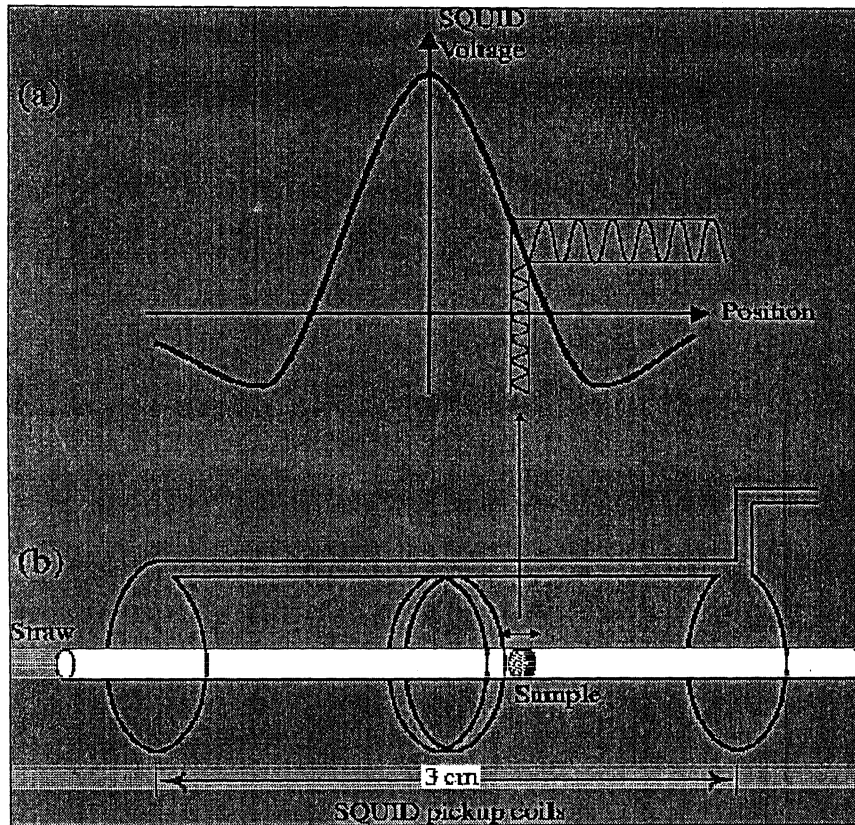 SQUID
Voltage
(a)
Position
(b)
Straw
Sample
3 cm
SQUID pickup coils